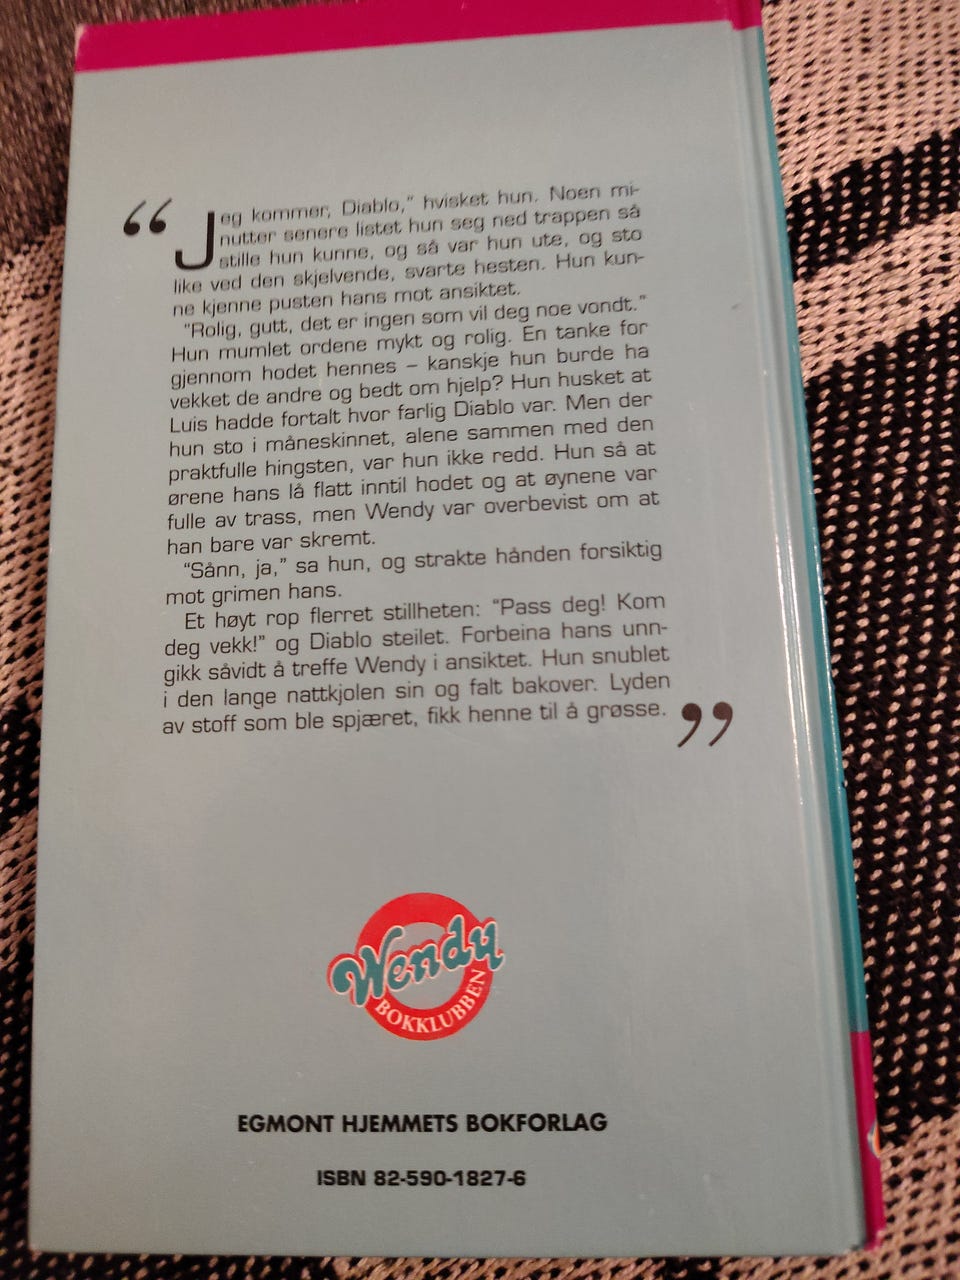 “Jeg kommer, Diablo,” hvisket hun. Noen mi-
nutter senere listet hun seg ned trappen så
stille hun kunne, og så var hun ute, og sto
like ved den skjelvende, svarte hesten. Hun kun-
ne kjenne pusten hans mot ansiktet.
“Rolig, gutt, det er ingen som vil deg noe vondt.”
Hun mumlet ordene mykt og rolig. En tanke for
gjennom hodet hennes – kanskje hun burde ha
vekket de andre og bedt om hjelp? Hun husket at
Luis hadde fortalt hvor farlig Diablo var. Men der
hun sto i måneskinnet, alene sammen med den
praktfulle hingsten, var hun ikke redd. Hun så at
ørene hans lå flatt inntil hodet og at øynene var
fulle av trass, men Wendy var overbevist om at
han bare var skremt.
“Sånn, ja,” sa hun, og strakte hånden forsiktig
mot grimen hans.
Et høyt rop flerret stillheten: “Pass deg! Kom
deg vekk!” og Diablo steilet. Forbeina hans unn-
gikk såvidt å treffe Wendy i ansiktet. Hun snublet
i den lange nattkjolen sin og falt bakover. Lyden
av stoff som ble spjæret, fikk henne til å grøsse.”
Wendy
BOKKLUBBEN
EGMONT HJEMMETS BOKFORLAG
ISBN 82-590-1827-6